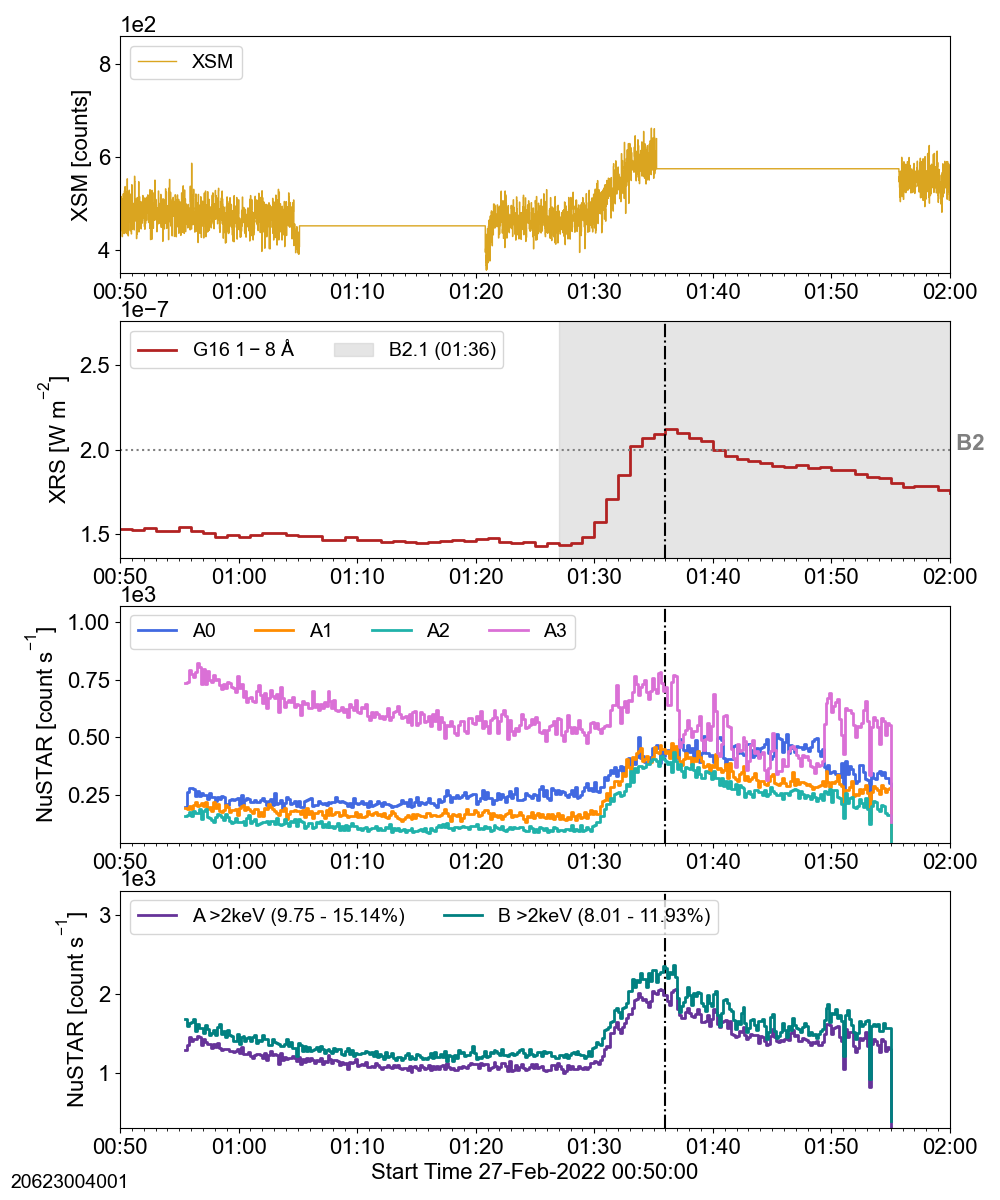 1e2
XSM
8
6
4
XSM [counts]
00:50 01:00 01:10 01:20 01:30 01:40 01:50 02:00
1e−7
G16 1 − 8 Å B2.1 (01:36)
2.5
2.0
1.5
XRS [W m⁻²]
B2
00:50 01:00 01:10 01:20 01:30 01:40 01:50 02:00
1e3
A0 A1 A2 A3
1.00
0.75
0.50
0.25
NuSTAR [count s⁻¹]
00:50 01:00 01:10 01:20 01:30 01:40 01:50 02:00
1e3
A >2keV (9.75 - 15.14%) B >2keV (8.01 - 11.93%)
3
2
1
NuSTAR [count s⁻¹]
00:50 01:00 01:10 01:20 01:30 01:40 01:50 02:00
Start Time 27-Feb-2022 00:50:00
20623004001